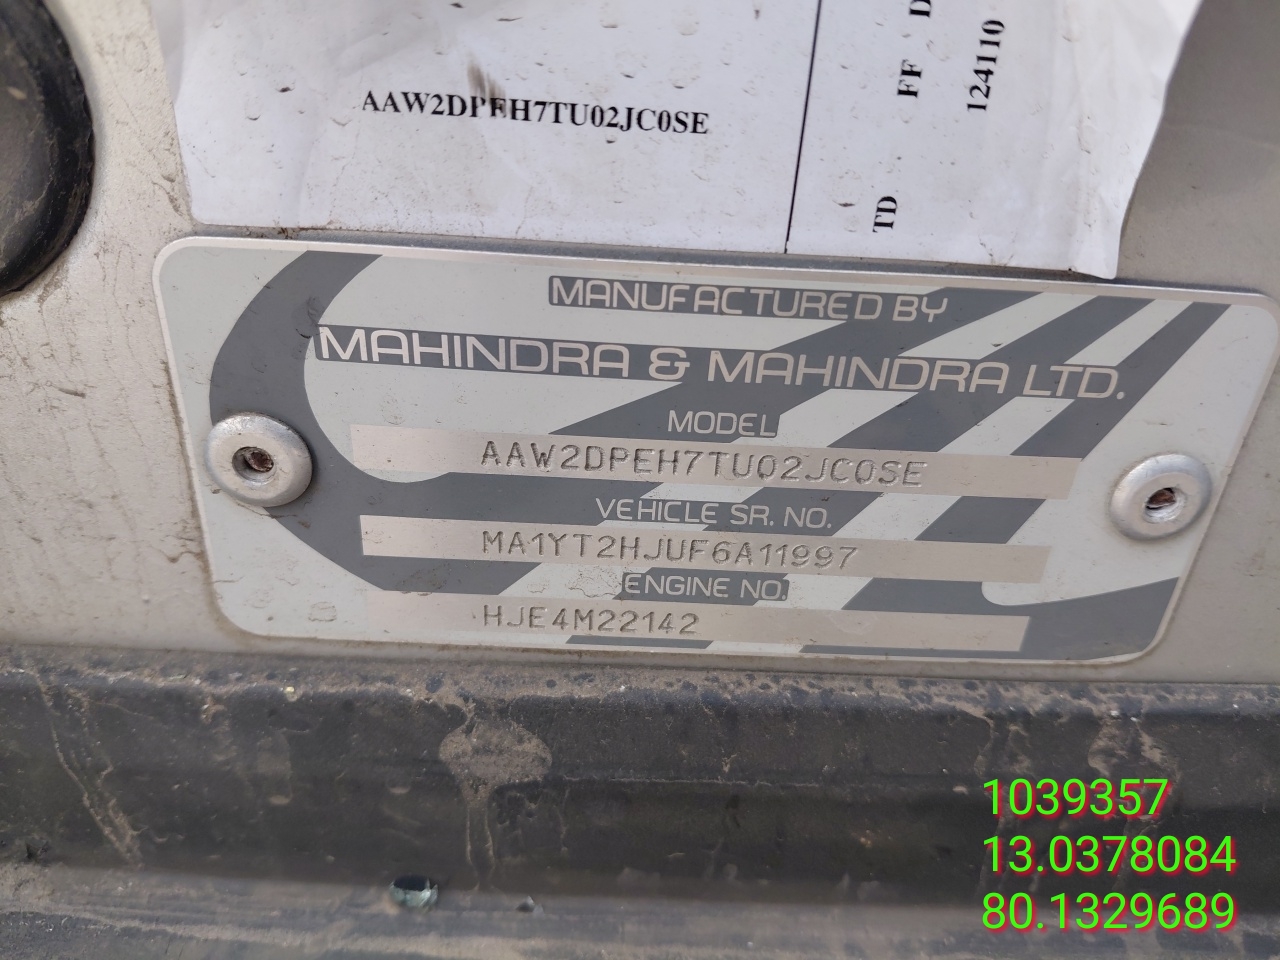 AAW2DPEH7TU02JC0SE
TD FF D
124110
MANUFACTURED BY
MAHINDRA & MAHINDRA LTD.
MODEL
AAW2DPEH7TU02JC0SE
VEHICLE SR. NO.
MA1YT2HJUF6A11997
ENGINE NO.
HJE4M22142
1039357
13.0378084
80.1329689